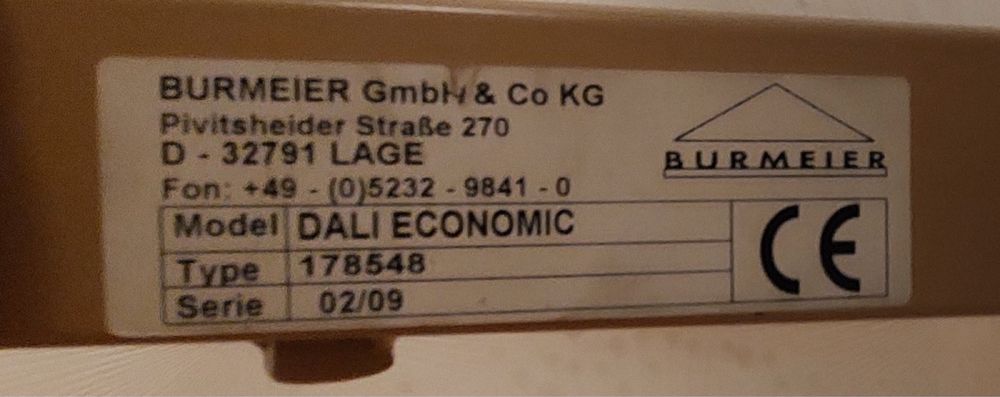 BURMEIER GmbH & Co KG
Pivitsheider Straße 270
D - 32791 LAGE
Fon: +49 - (0)5232 - 9841 - 0
BURMEIER
Model DALI ECONOMIC
Type 178548
Serie 02/09
CE